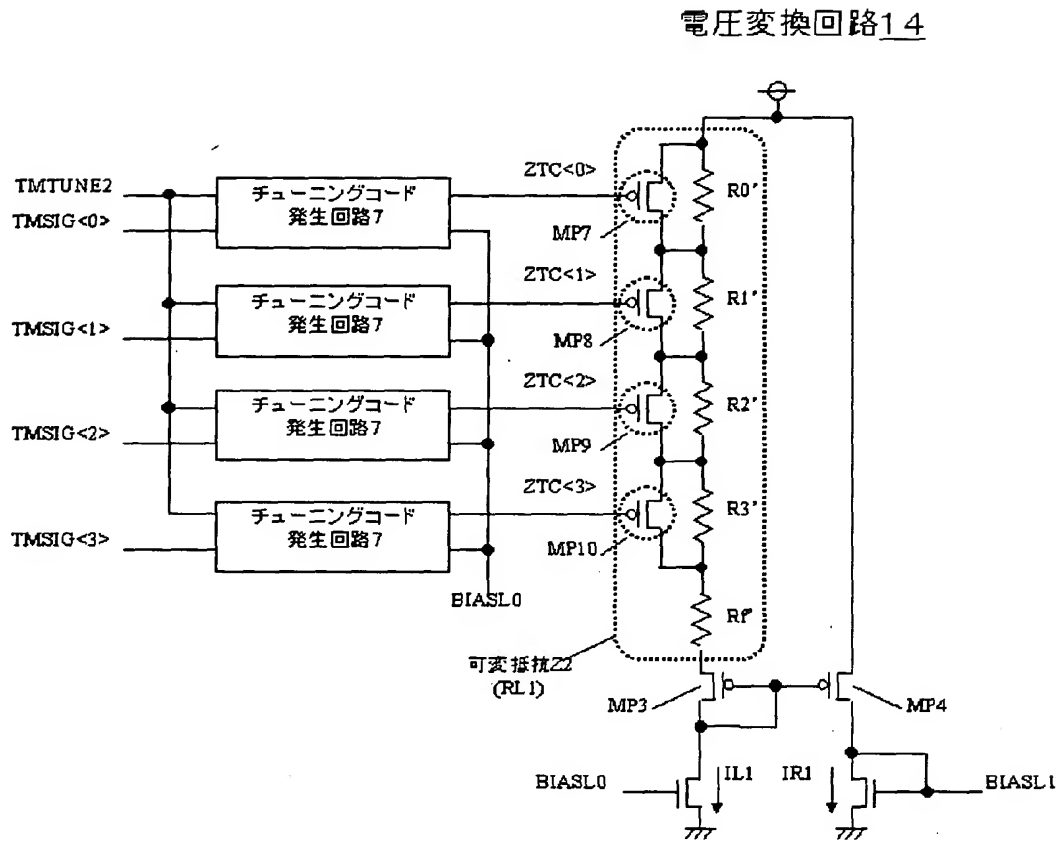 電圧変換回路14
TMTUNE2
TMSIG<0>
チューニングコード
発生回路7
ZTC<0>
MP7
R0'
TMSIG<1>
チューニングコード
発生回路7
ZTC<1>
MP8
R1'
TMSIG<2>
チューニングコード
発生回路7
ZTC<2>
MP9
R2'
TMSIG<3>
チューニングコード
発生回路7
ZTC<3>
MP10
R3'
BIASL0
Rf'
可変抵抗Z2
(RL1)
MP3
MP4
BIASL0
IL1
IR1
BIASL1